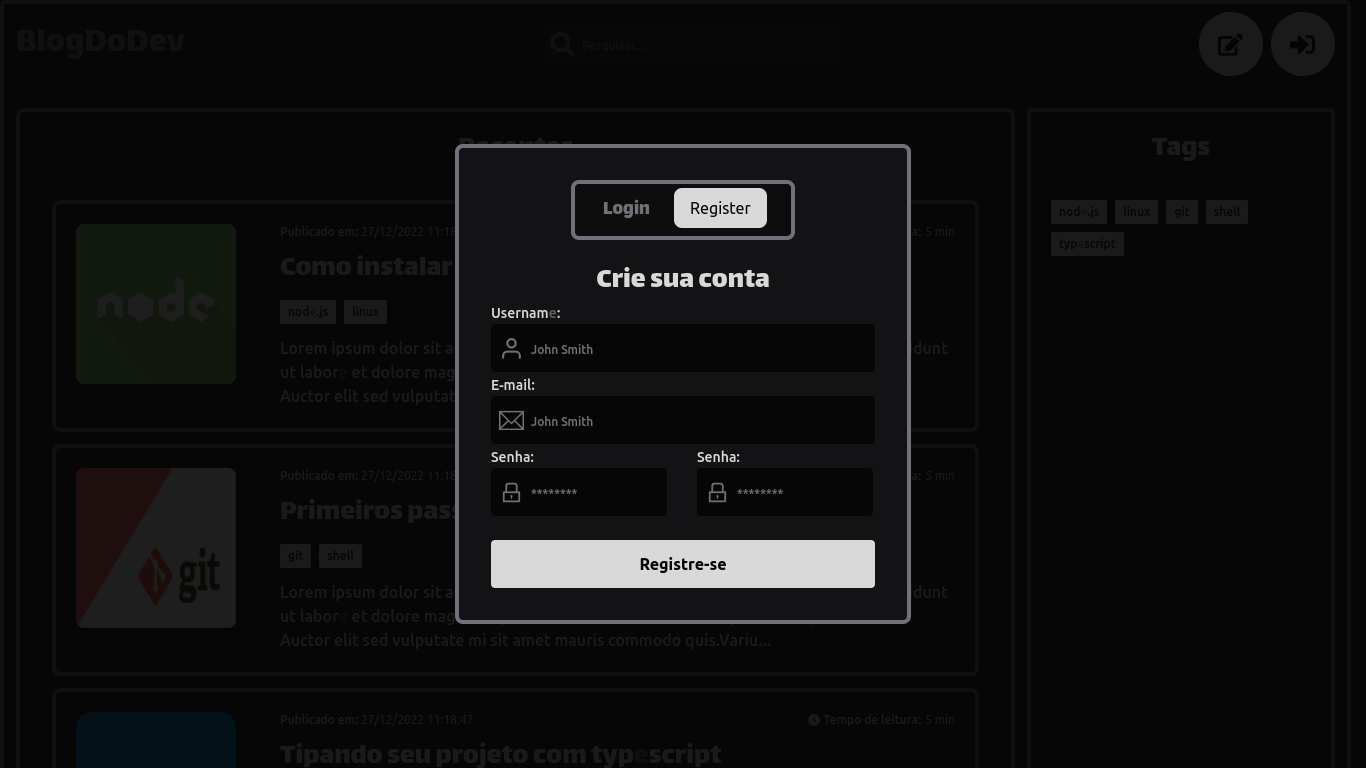 BlogDoDev
Pesquisar...
Recentes
Tags
Login
Register
Crie sua conta
Username:
John Smith
E-mail:
John Smith
Senha:
Senha:
********
********
Registre-se
Publicado em: 27/12/2022 11:18
a: 5 min
Como instalar
node.js
linux
Lorem ipsum dolor sit a
dunt
ut labore et dolore mag
Auctor elit sed vulputat
node
Publicado em: 27/12/2022 11:18
a: 5 min
Primeiros pass
git
shell
Lorem ipsum dolor sit a
dunt
ut labore et dolore mag
Auctor elit sed vulputate mi sit amet mauris commodo quis.Variu...
git
Publicado em: 27/12/2022 11:18:47
Tempo de leitura: 5 min
Tipando seu projeto com typescript
node.js
linux
git
shell
typescript